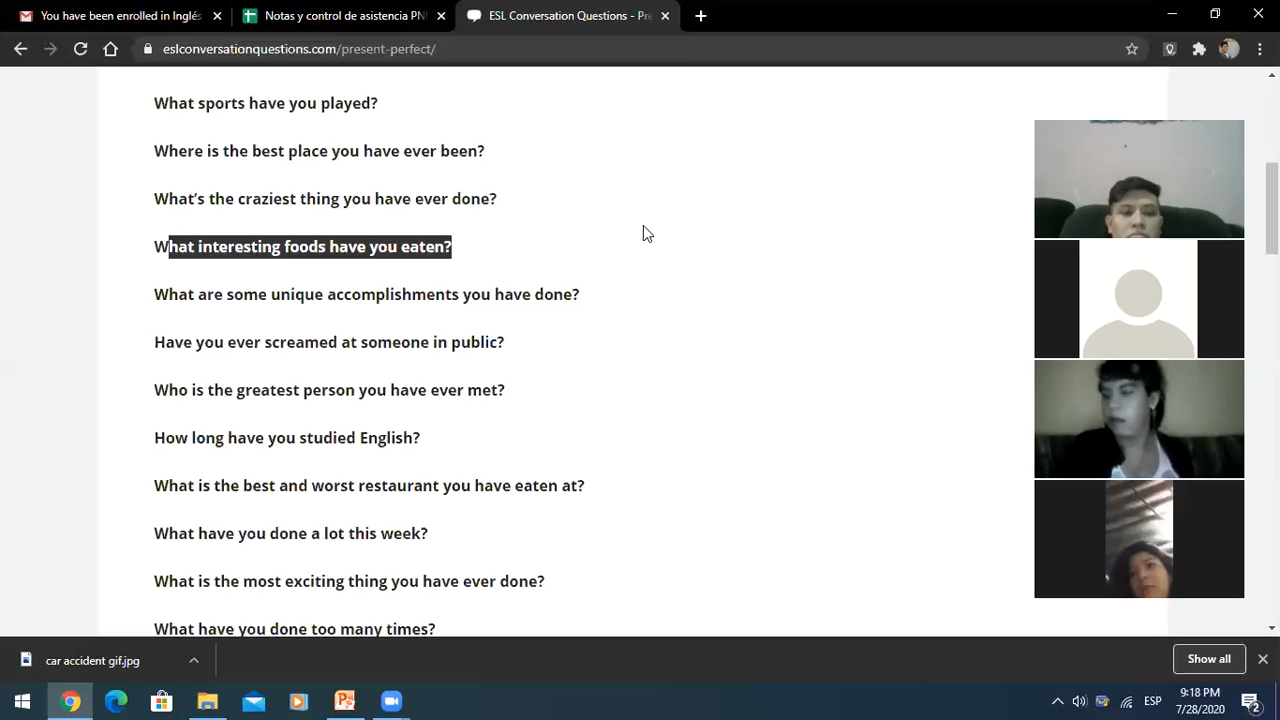 You have been enrolled in Inglés
Notas y control de asistencia PN
ESL Conversation Questions - Pre
eslconversationquestions.com/present-perfect/
What sports have you played?
Where is the best place you have ever been?
What's the craziest thing you have ever done?
What interesting foods have you eaten?
What are some unique accomplishments you have done?
Have you ever screamed at someone in public?
Who is the greatest person you have ever met?
How long have you studied English?
What is the best and worst restaurant you have eaten at?
What have you done a lot this week?
What is the most exciting thing you have ever done?
What have you done too many times?
car accident gif.jpg
Show all
ESP
9:18 PM
7/28/2020
2